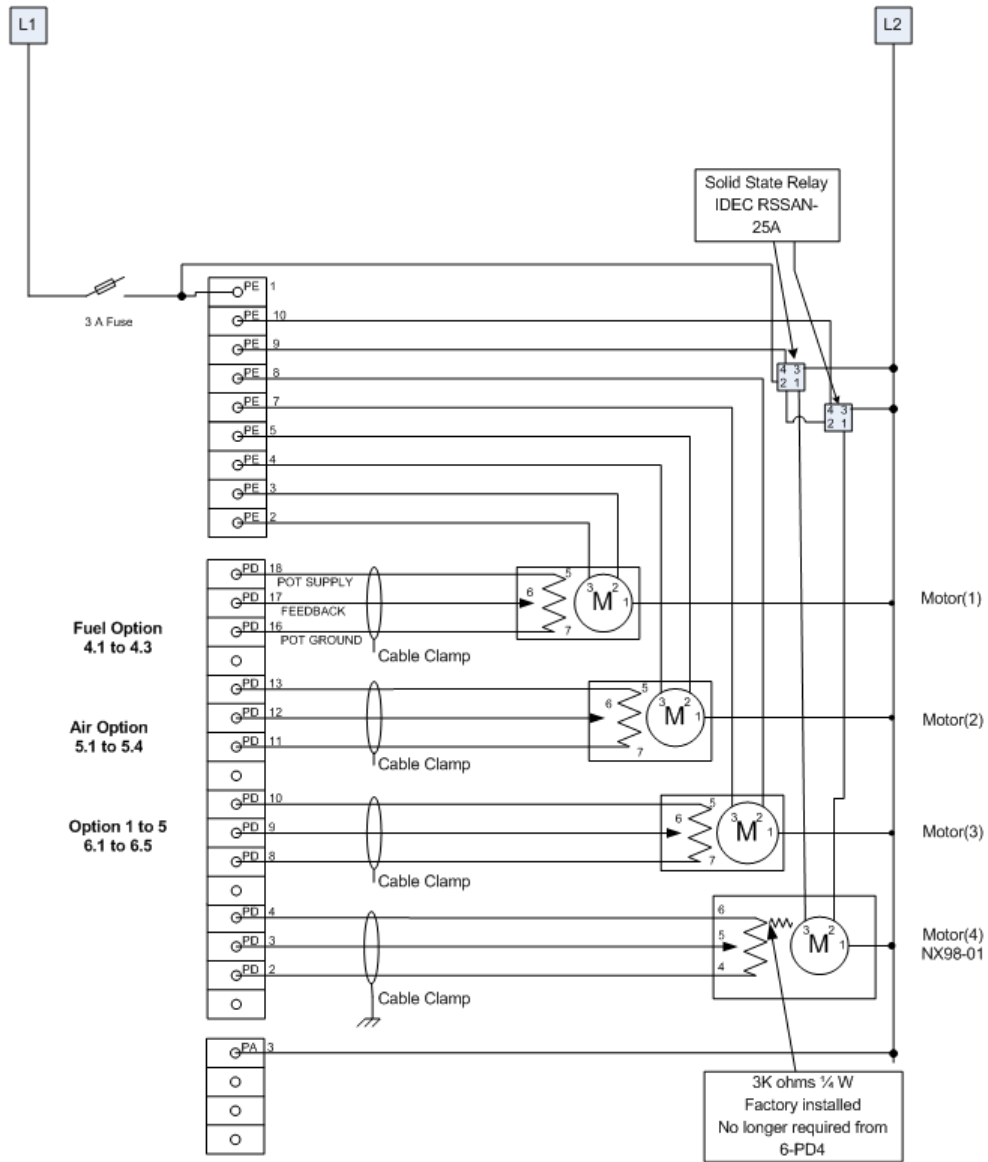 L1
L2
Solid State Relay
IDEC RSSAN-
25A
3 A Fuse
PE 1
PE 10
PE 9
PE 8
PE 7
PE 5
PE 4
PE 3
PE 2
4 3
2 1
4 3
2 1
PD 18
POT SUPPLY
PD 17
FEEDBACK
PD 16
POT GROUND
Cable Clamp
Fuel Option
4.1 to 4.3
5
6
7
3 2
M 1
Motor(1)
PD 13
PD 12
PD 11
Cable Clamp
Air Option
5.1 to 5.4
5
6
7
3 2
M 1
Motor(2)
PD 10
PD 9
PD 8
Cable Clamp
Option 1 to 5
6.1 to 6.5
5
6
7
3 2
M 1
Motor(3)
PD 4
PD 3
PD 2
Cable Clamp
6
5
4
3 2
M 1
Motor(4)
NX98-01
PA 3
3K ohms ¼ W
Factory installed
No longer required from
6-PD4